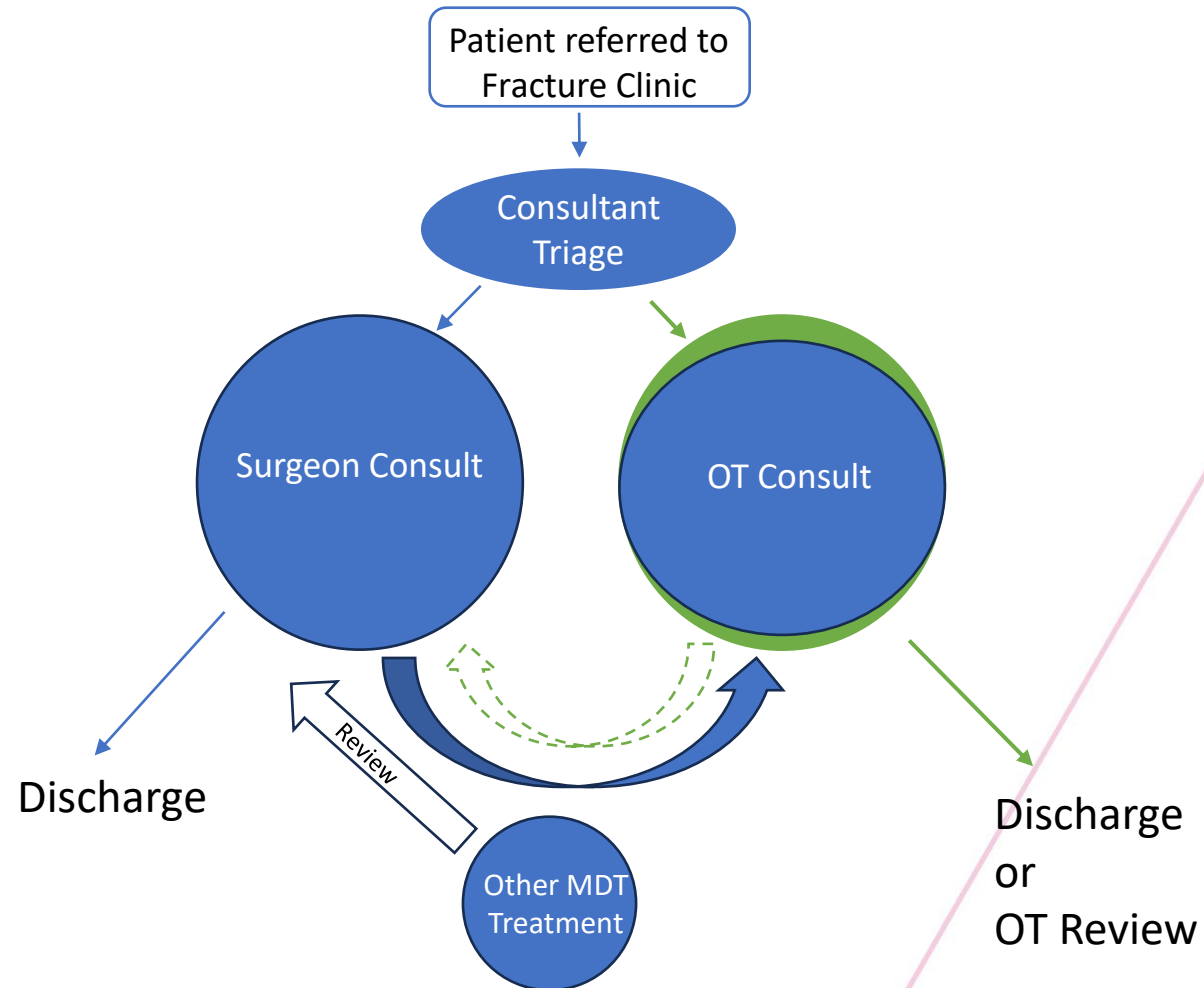 Patient referred to
Fracture Clinic
Consultant
Triage
Surgeon Consult
OT Consult
Review
Discharge
Other MDT
Treatment
Discharge
or
OT Review